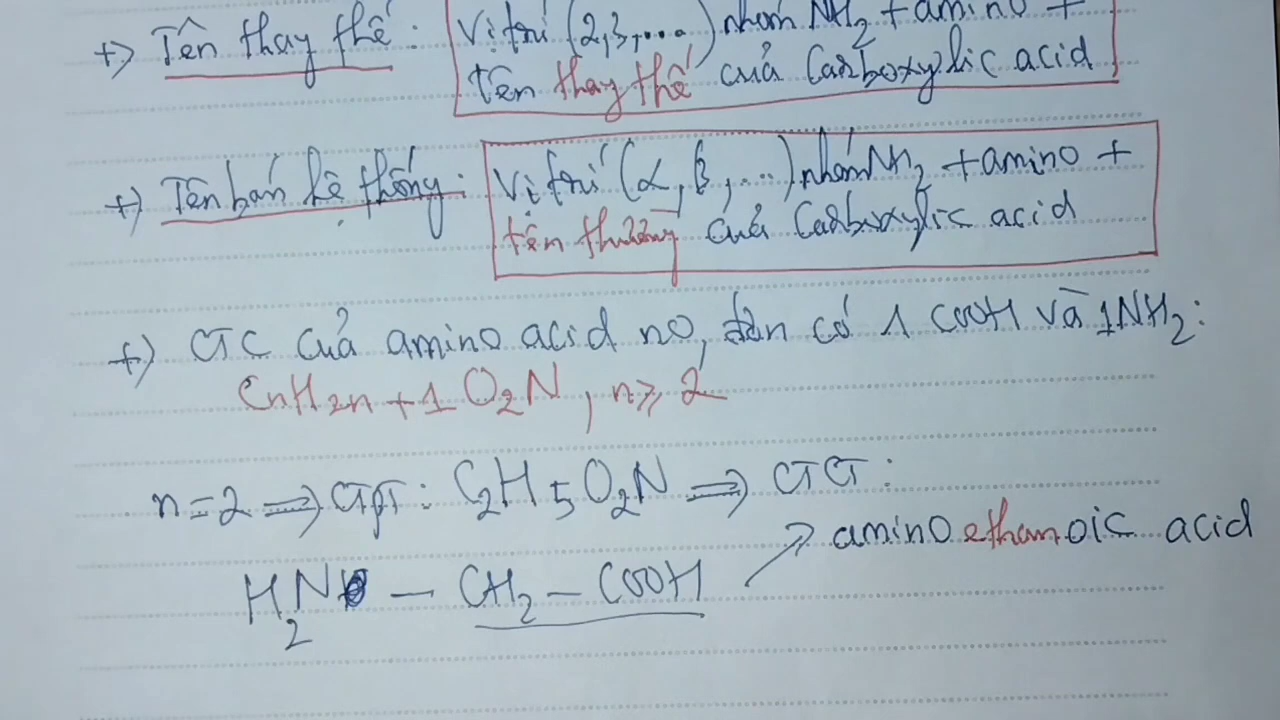 +) Tên thay thế : Vị trí (2,3,...) nhóm NH2 + amino +
tên thay thế của Carboxylic acid
+) Tên bán hệ thống : Vị trí (α, β, ...) nhóm NH2 + amino +
tên thường của Carboxylic acid
+) CTC của amino acid no, đơn có 1 COOH và 1NH2 :
CnH2n+1O2N, n≥2
n=2 ⇒ CTPT : C2H5O2N ⇒ CTCT :
aminoethanoic acid
H2N – CH2 – COOH